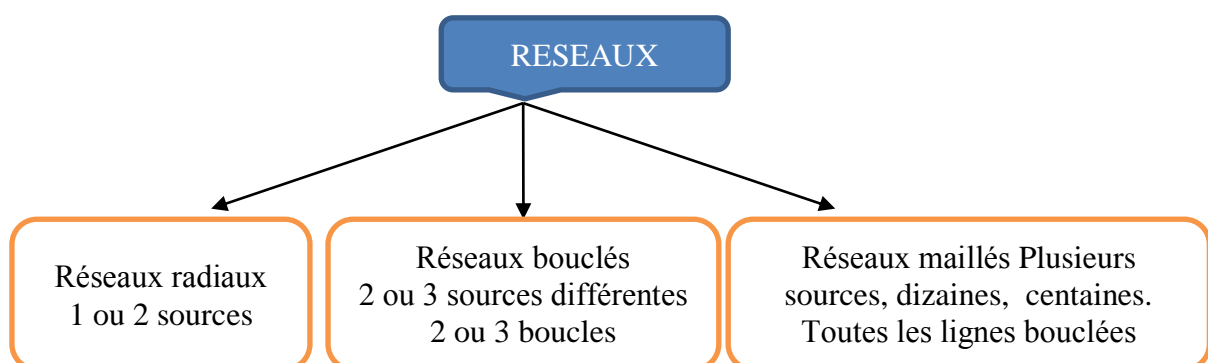 RESEAUX
Réseaux radiaux
1 ou 2 sources
Réseaux bouclés
2 ou 3 sources différentes
2 ou 3 boucles
Réseaux maillés Plusieurs
sources, dizaines, centaines.
Toutes les lignes bouclées